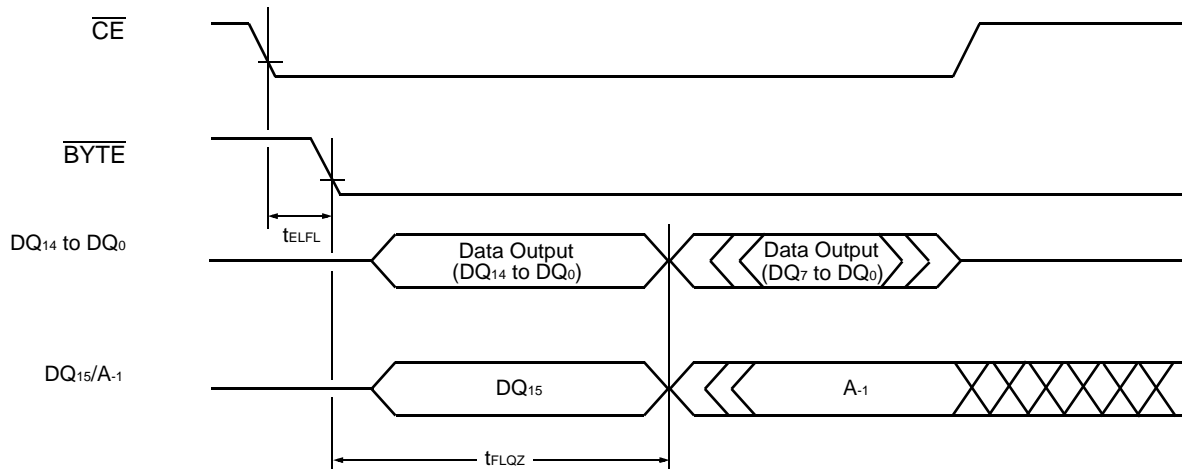 CE
BYTE
tELFL
DQ14 to DQ0
Data Output
(DQ14 to DQ0)
Data Output
(DQ7 to DQ0)
DQ15/A-1
DQ15
A-1
tFLQZ